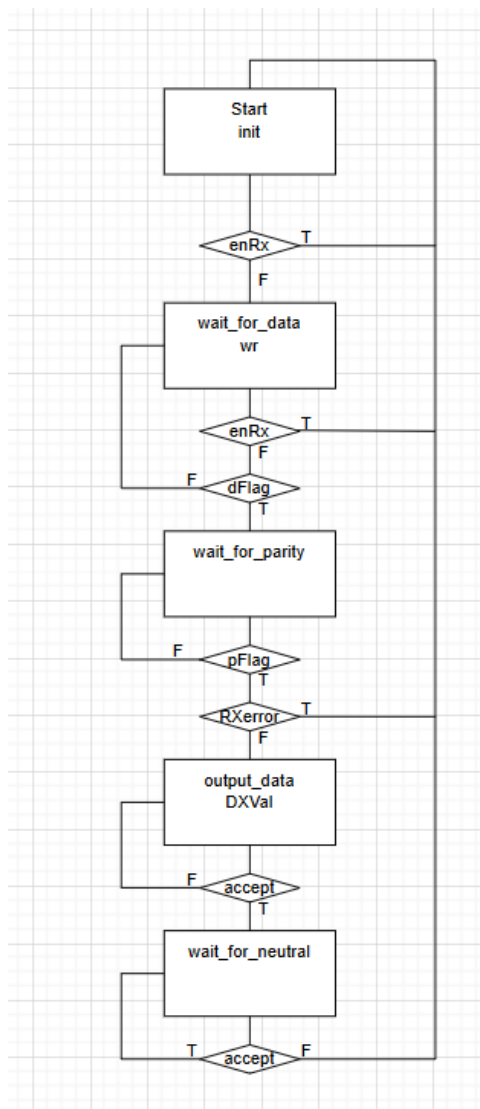 Start
init
enRx
T
F
wait_for_data
wr
enRx
T
F
F
dFlag
T
wait_for_parity
F
pFlag
T
RXerror
T
F
output_data
DXVal
F
accept
T
wait_for_neutral
T
accept
F